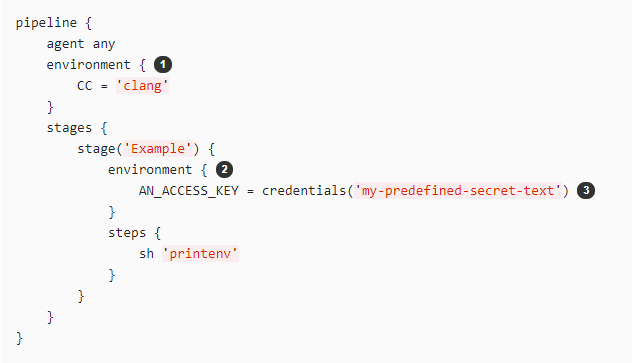 pipeline {
    agent any
    environment { 1
        CC = 'clang'
    }
    stages {
        stage('Example') {
            environment { 2
                AN_ACCESS_KEY = credentials('my-predefined-secret-text') 3
            }
            steps {
                sh 'printenv'
            }
        }
    }
}